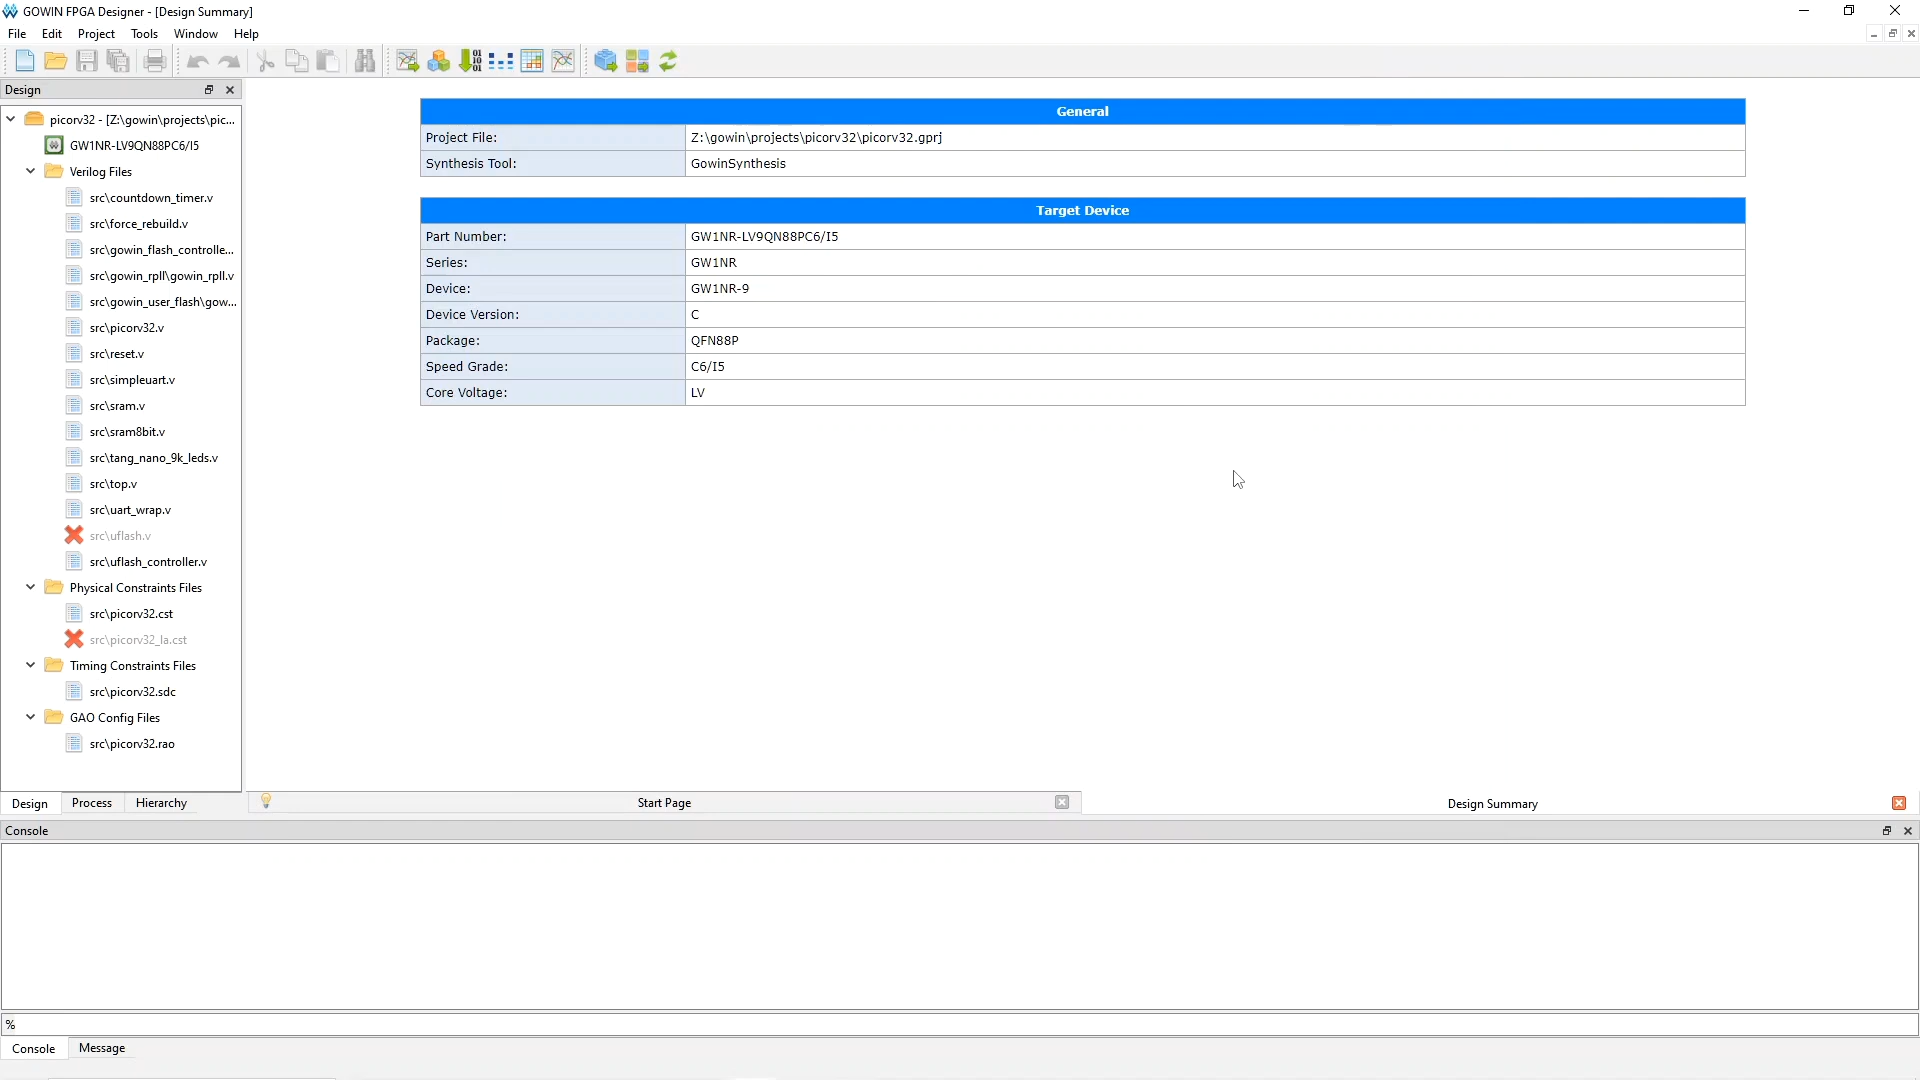 GOWIN FPGA Designer - [Design Summary]
File Edit Project Tools Window Help
Design
picorv32 - [Z:\gowin\projects\pic...
GW1NR-LV9QN88PC6/I5
Verilog Files
src\countdown_timer.v
src\force_rebuild.v
src\gowin_flash_controlle...
src\gowin_rpll\gowin_rpll.v
src\gowin_user_flash\gow...
src\picorv32.v
src\reset.v
src\simpleuart.v
src\sram.v
src\sram8bit.v
src\tang_nano_9k_leds.v
src\top.v
src\uart_wrap.v
src\uflash.v
src\uflash_controller.v
Physical Constraints Files
src\picorv32.cst
src\picorv32_la.cst
Timing Constraints Files
src\picorv32.sdc
GAO Config Files
src\picorv32.rao
Design Process Hierarchy
General
Project File: Z:\gowin\projects\picorv32\picorv32.gprj
Synthesis Tool: GowinSynthesis
Target Device
Part Number: GW1NR-LV9QN88PC6/I5
Series: GW1NR
Device: GW1NR-9
Device Version: C
Package: QFN88P
Speed Grade: C6/I5
Core Voltage: LV
Start Page Design Summary
Console
%
Console Message